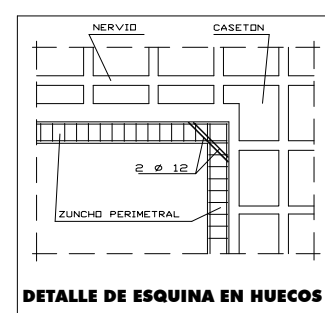 NERVIO
CASETON
2 ø 12
ZUNCHO PERIMETRAL
DETALLE DE ESQUINA EN HUECOS